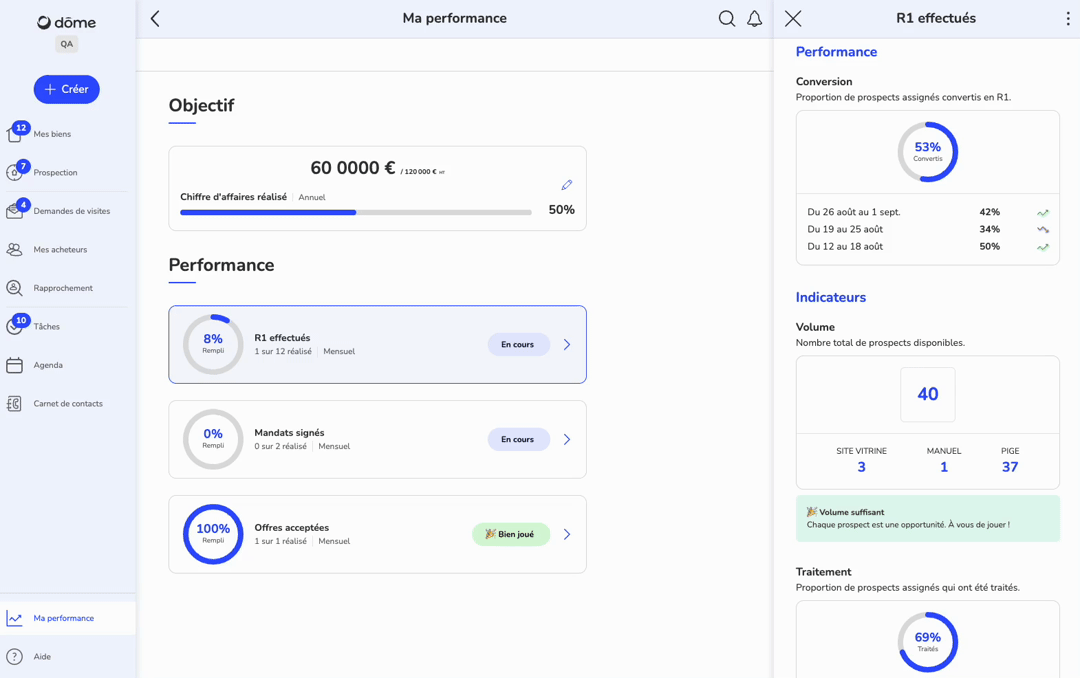 dōme
QA
Créer
12
Mes biens
7
Prospection
4
Demandes de visites
Mes acheteurs
Rapprochement
10
Tâches
Agenda
Carnet de contacts
Ma performance
Aide
Ma performance
Objectif
60 0000 € / 120 000 € HT
Chiffre d'affaires réalisé Annuel
50%
Performance
8%
Rempli
R1 effectués
1 sur 12 réalisé Mensuel
En cours
0%
Rempli
Mandats signés
0 sur 2 réalisé Mensuel
En cours
100%
Rempli
Offres acceptées
1 sur 1 réalisé Mensuel
Bien joué
R1 effectués
Performance
Conversion
Proportion de prospects assignés convertis en R1.
53%
Convertis
Du 26 août au 1 sept. 42%
Du 19 au 25 août 34%
Du 12 au 18 août 50%
Indicateurs
Volume
Nombre total de prospects disponibles.
40
SITE VITRINE MANUEL PIGE
3 1 37
Volume suffisant
Chaque prospect est une opportunité. À vous de jouer !
Traitement
Proportion de prospects assignés qui ont été traités.
69%
Traités